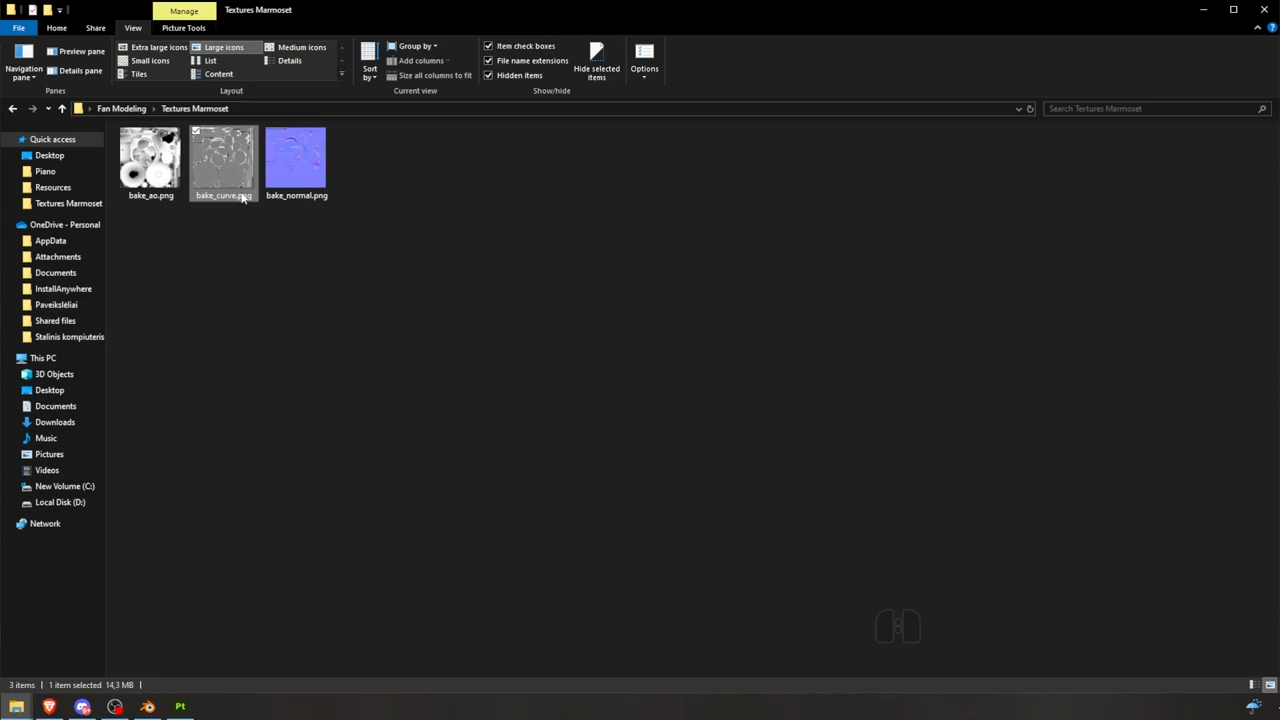 Manage
Textures Marmoset
File
Home
Share
View
Picture Tools
Navigation pane
Preview pane
Details pane
Panes
Extra large icons
Large icons
Medium icons
Small icons
List
Details
Tiles
Content
Layout
Sort by
Group by
Add columns
Size all columns to fit
Current view
Item check boxes
File name extensions
Hidden items
Hide selected items
Show/hide
Options
Fan Modeling
Textures Marmoset
Search Textures Marmoset
Quick access
Desktop
Piano
Resources
Textures Marmoset
OneDrive - Personal
AppData
Attachments
Documents
InstallAnywhere
Paveikslėliai
Shared files
Stalinis kompiuteris
This PC
3D Objects
Desktop
Documents
Downloads
Music
Pictures
Videos
New Volume (C:)
Local Disk (D:)
Network
bake_ao.png
bake_curve.png
bake_normal.png
3 items
1 item selected 14,3 MB
Pt